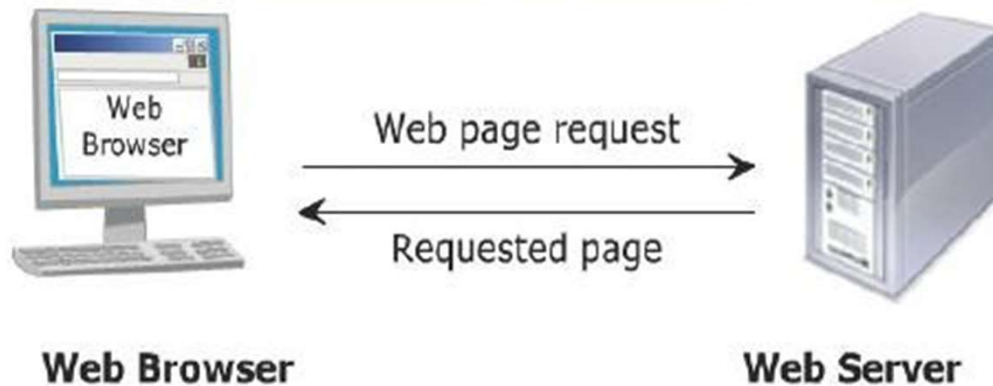 Web
Browser
Web page request
Requested page
Web Browser
Web Server